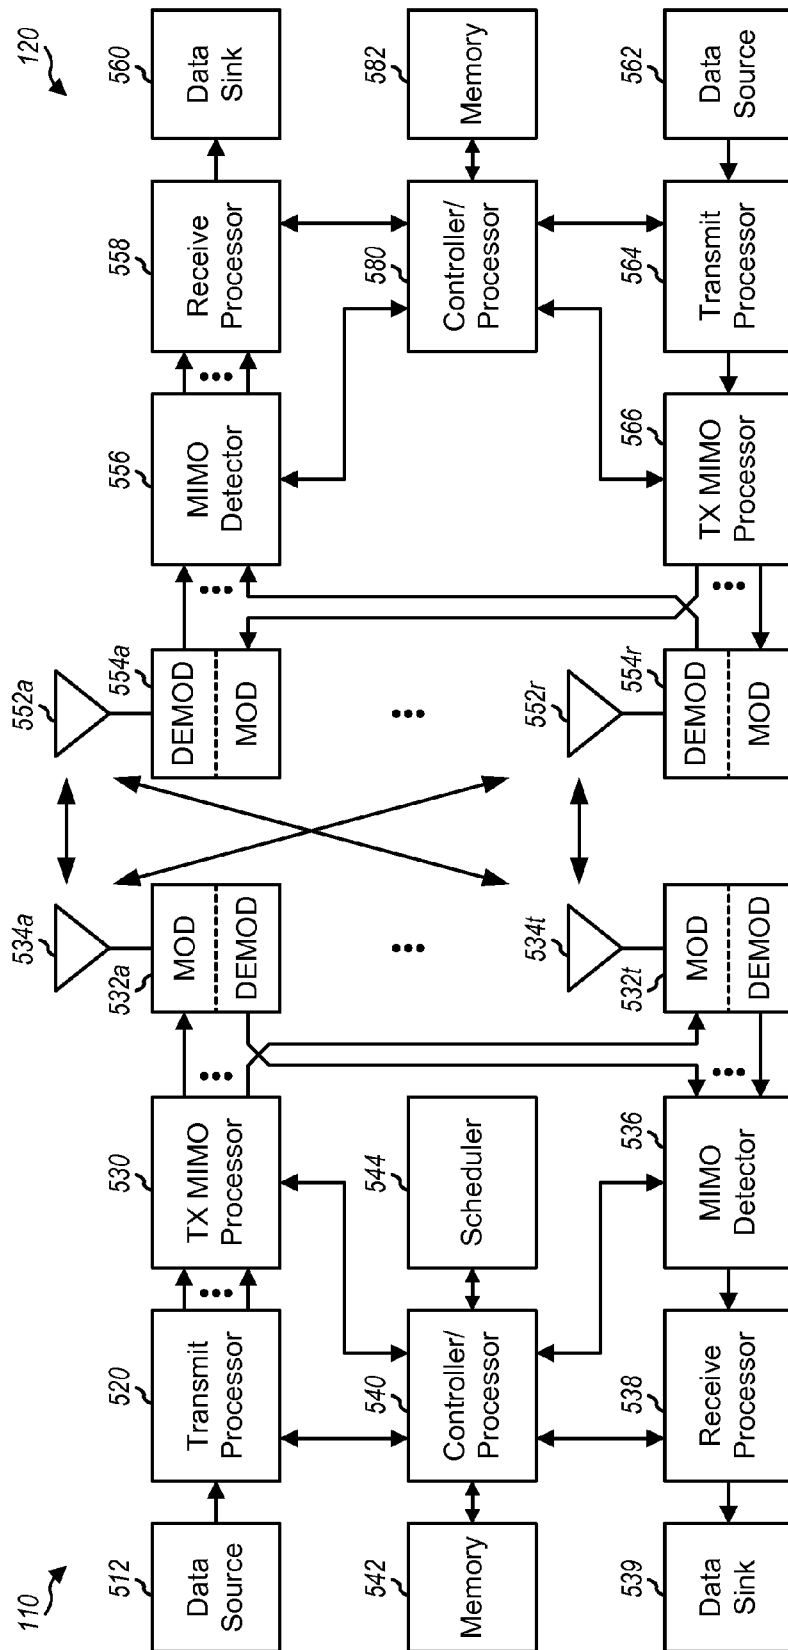 110
512
Data
Source
520
Transmit
Processor
530
TX MIMO
Processor
532a
MOD
DEMOD
534a
542
Memory
540
Controller/
Processor
544
Scheduler
539
Data
Sink
538
Receive
Processor
536
MIMO
Detector
532t
MOD
DEMOD
534t
120
552a
554a
DEMOD
MOD
556
MIMO
Detector
558
Receive
Processor
560
Data
Sink
580
Controller/
Processor
582
Memory
552r
554r
DEMOD
MOD
566
TX MIMO
Processor
564
Transmit
Processor
562
Data
Source